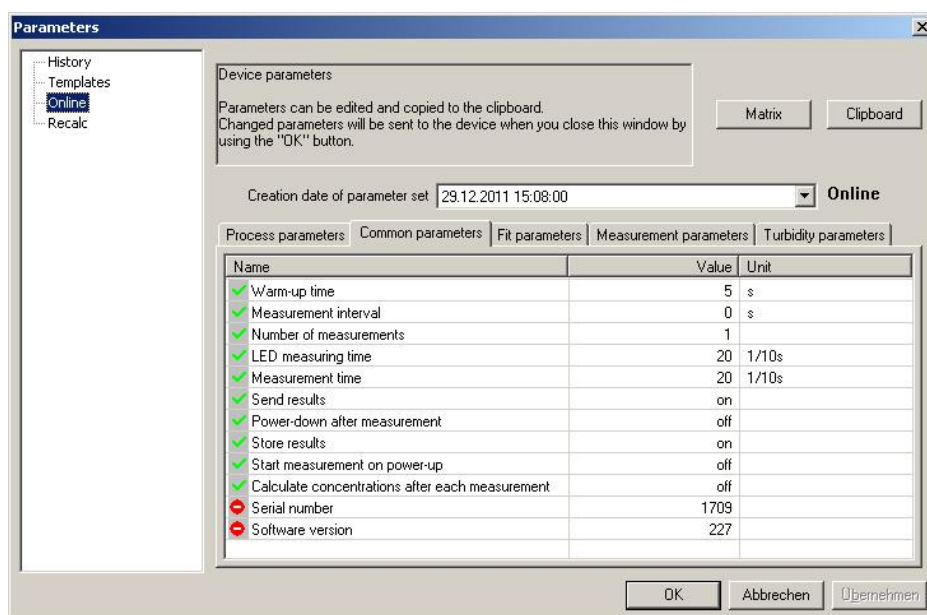 Parameters
History
Templates
Online
Recalc
Device parameters
Parameters can be edited and copied to the clipboard.
Changed parameters will be sent to the device when you close this window by
using the "OK" button.
Matrix
Clipboard
Creation date of parameter set 29.12.2011 15:08:00 Online
Process parameters Common parameters Fit parameters Measurement parameters Turbidity parameters
Name Value Unit
Warm-up time 5 s
Measurement interval 0 s
Number of measurements 1
LED measuring time 20 1/10s
Measurement time 20 1/10s
Send results on
Power-down after measurement off
Store results on
Start measurement on power-up off
Calculate concentrations after each measurement off
Serial number 1709
Software version 227
OK Abbrechen Übernehmen